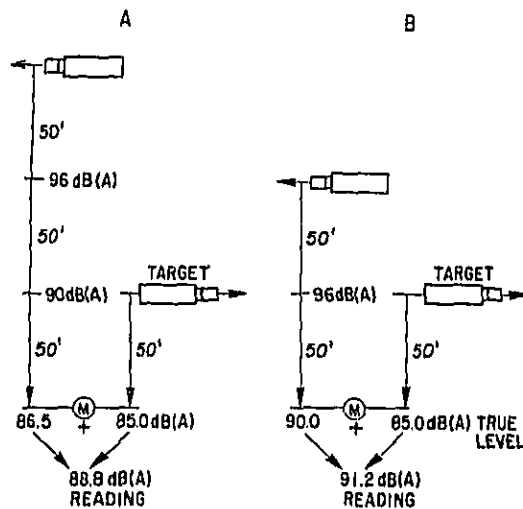 A
50'
96 dB(A)
50'
90dB(A)
TARGET
50'
50'
86.5
M
+
85.0dB(A)
88.8 dB(A)
READING
B
50'
96dB(A)
TARGET
50'
50'
90.0
M
+
85.0dB(A) TRUE
LEVEL
91.2 dB(A)
READING